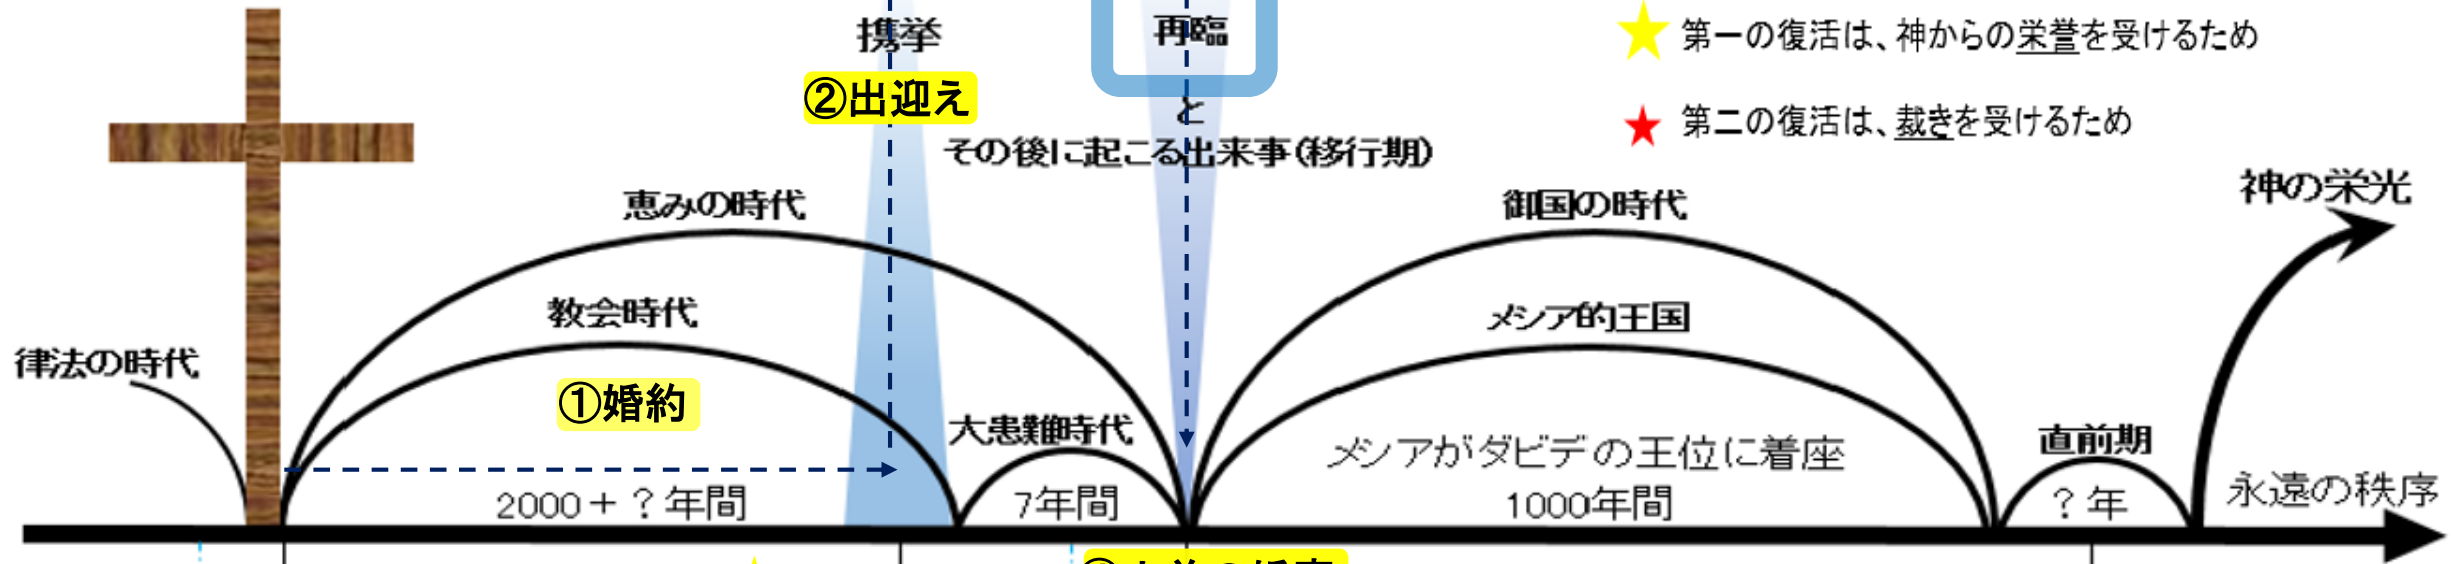 携挙
②出迎え
再臨
と
その後に起こる出来事(移行期)
第一の復活は、神からの栄誉を受けるため
第二の復活は、裁きを受けるため
神の栄光
恵みの時代
御国の時代
教会時代
メシア的王国
律法の時代
①婚約
大患難時代
メシアがダビデの王位に着座
直前期
2000+?年間
7年間
1000年間
?年
永遠の秩序